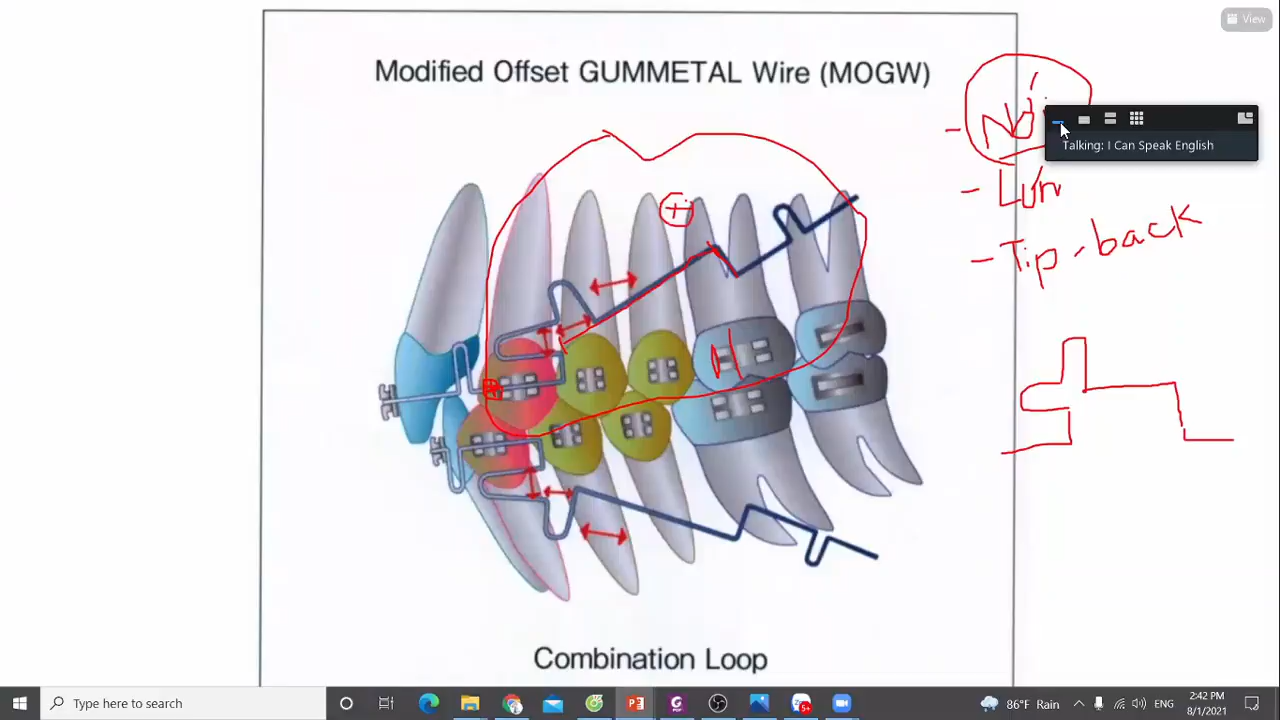 View
Modified Offset GUMMETAL Wire (MOGW)
Talking: I Can Speak English
- Lún
- Tip-back
Combination Loop
Type here to search
86°F Rain
ENG
2:42 PM
8/1/2021